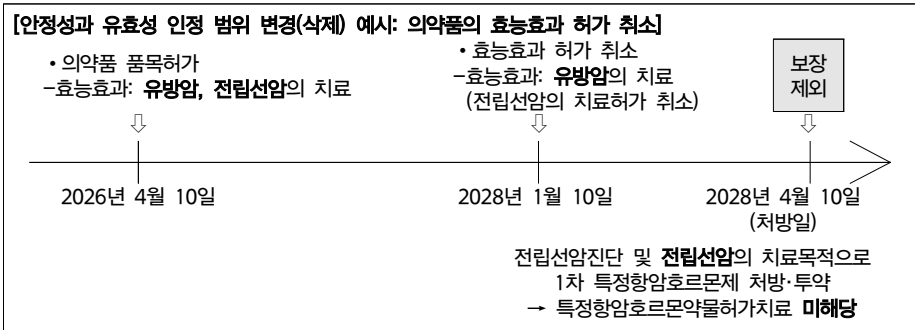 [안정성과 유효성 인정 범위 변경(삭제) 예시: 의약품의 효능효과 허가 취소]
• 의약품 품목허가
-효능효과: 유방암, 전립선암의 치료
• 효능효과 허가 취소
-효능효과: 유방암의 치료
(전립선암의 치료허가 취소)
보장
제외
2026년 4월 10일
2028년 1월 10일
2028년 4월 10일
(처방일)
전립선암진단 및 전립선암의 치료목적으로
1차 특정항암호르몬제 처방·투약
→ 특정항암호르몬약물허가치료 미해당